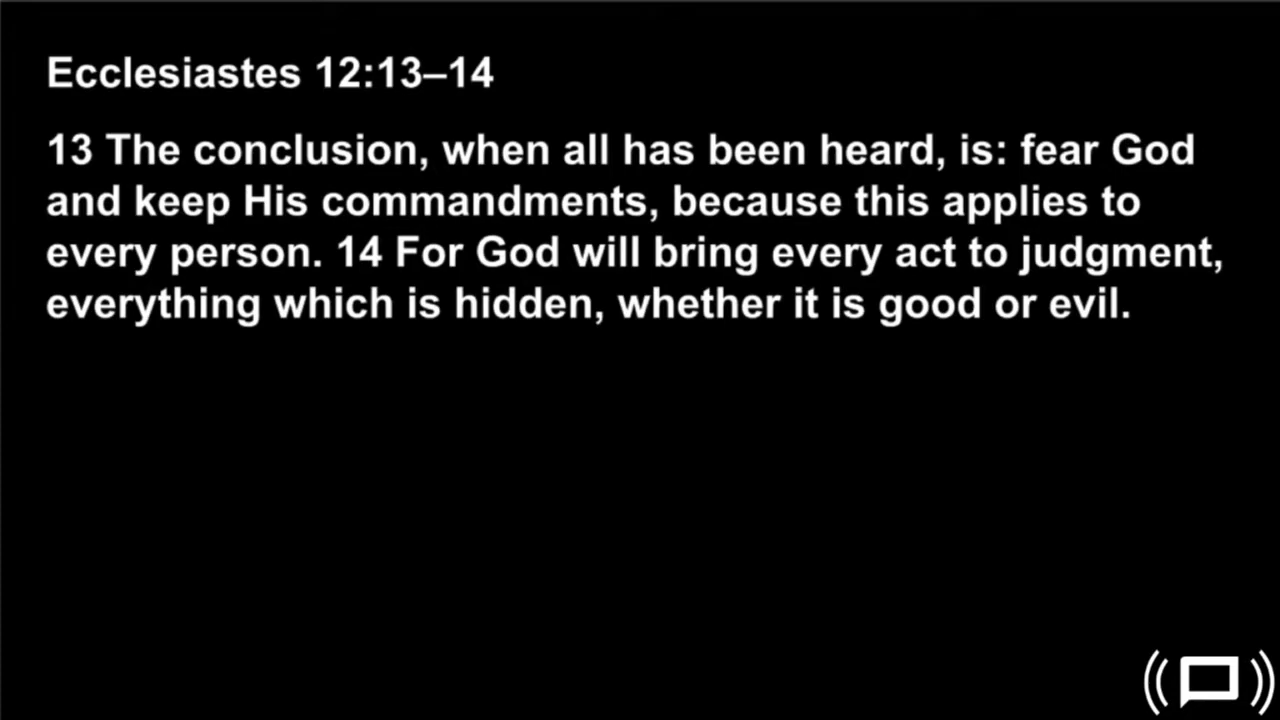 Ecclesiastes 12:13–14
13 The conclusion, when all has been heard, is: fear God
and keep His commandments, because this applies to
every person. 14 For God will bring every act to judgment,
everything which is hidden, whether it is good or evil.